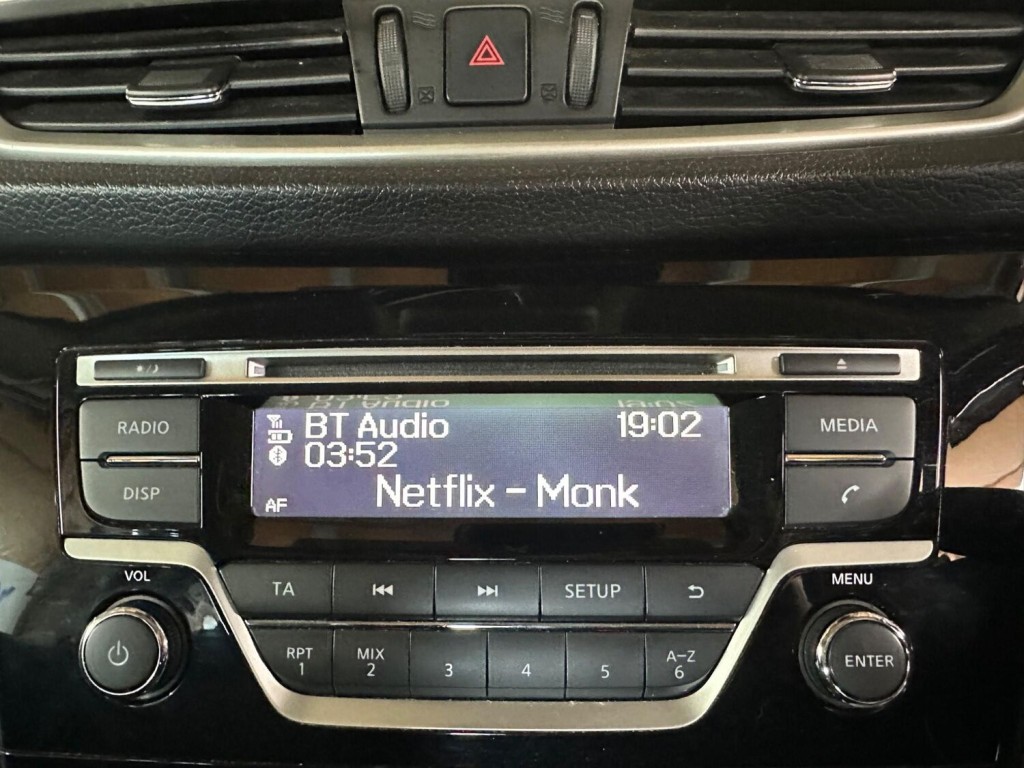 RADIO
DISP
BT Audio 19:02
03:52
Netflix - Monk
AF
MEDIA
VOL
MENU
TA
SETUP
RPT
1
MIX
2
3
4
5
A-Z
6
ENTER